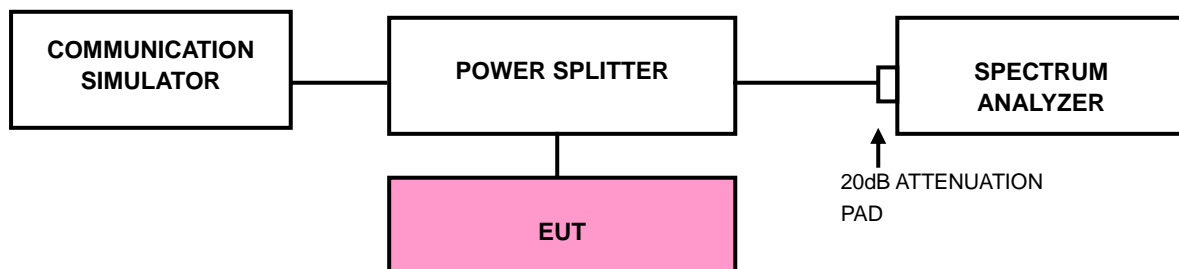 COMMUNICATION
SIMULATOR
POWER SPLITTER
SPECTRUM
ANALYZER
20dB ATTENUATION
PAD
EUT